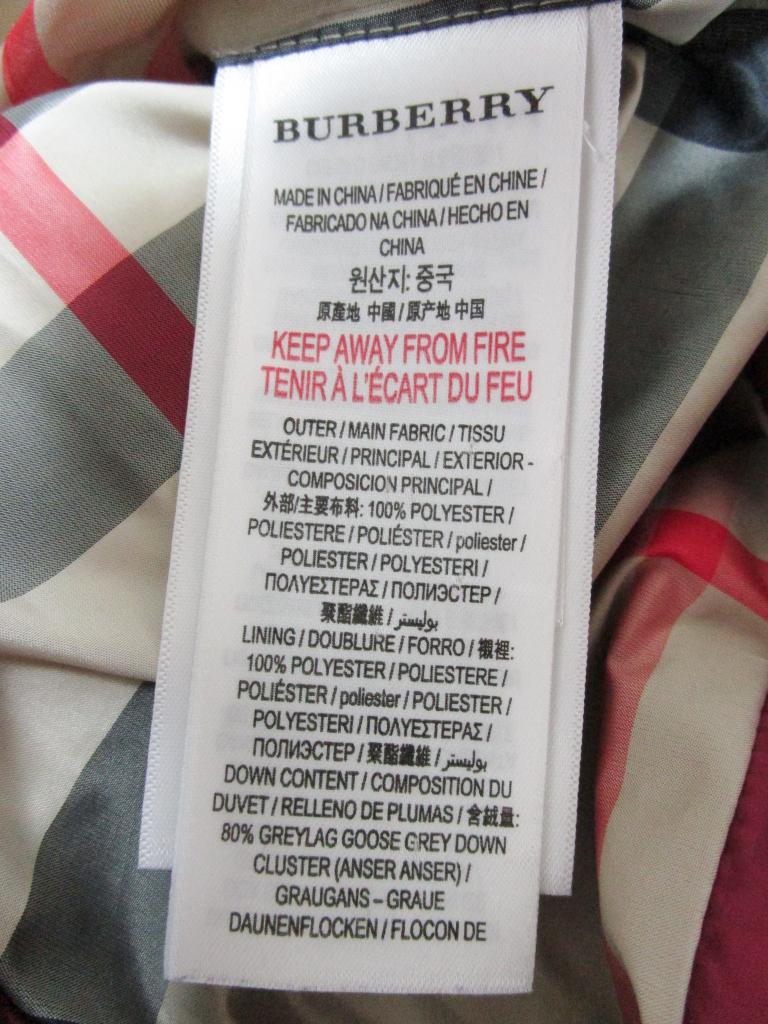 BURBERRY
MADE IN CHINA / FABRIQUÉ EN CHINE /
FABRICADO NA CHINA / HECHO EN
CHINA
원산지: 중국
原產地 中國 / 原产地 中国
KEEP AWAY FROM FIRE
TENIR À L'ÉCART DU FEU
OUTER / MAIN FABRIC / TISSU
EXTÉRIEUR / PRINCIPAL / EXTERIOR -
COMPOSICION PRINCIPAL /
外部/主要布料: 100% POLYESTER /
POLIESTERE / POLIÉSTER / poliester /
POLIESTER / POLYESTERI /
ΠΟΛΥΕΣΤΕΡΑΣ / ПОЛИЭСТЕР /
聚酯纖維 / بوليستر
LINING / DOUBLURE / FORRO / 襯裡:
100% POLYESTER / POLIESTERE /
POLIÉSTER / poliester / POLIESTER /
POLYESTERI / ΠΟΛΥΕΣΤΕΡΑΣ /
ПОЛИЭСТЕР / 聚酯纖維 / بوليستر
DOWN CONTENT / COMPOSITION DU
DUVET / RELLENO DE PLUMAS / 含絨量:
80% GREYLAG GOOSE GREY DOWN
CLUSTER (ANSER ANSER) /
GRAUGANS – GRAUE
DAUNENFLOCKEN / FLOCON DE